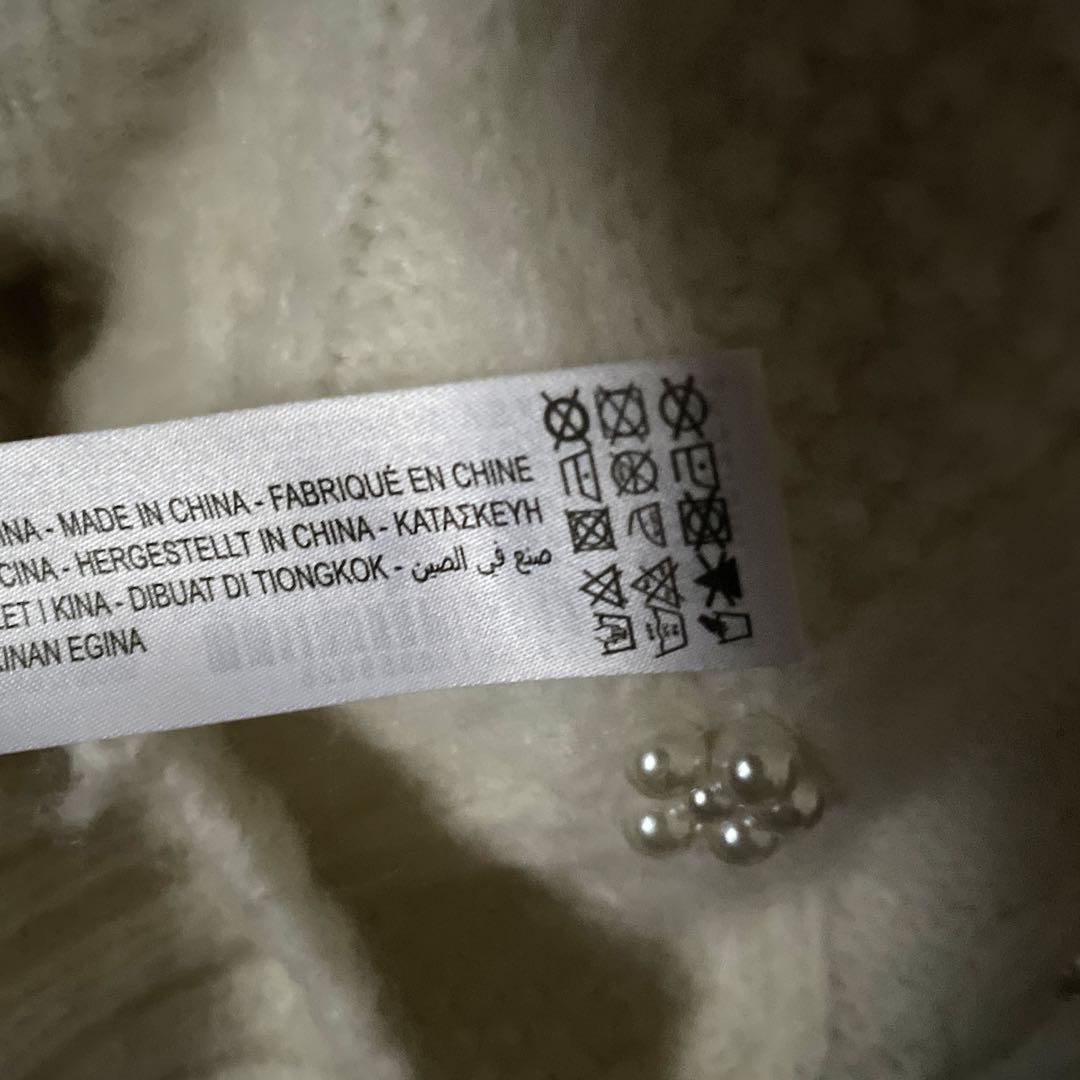 INA - MADE IN CHINA - FABRIQUÉ EN CHINE
CINA - HERGESTELLT IN CHINA - ΚΑΤΑΣΚΕΥΗ
LET I KINA - DIBUAT DI TIONGKOK - صنع في الصين
INAN EGINA